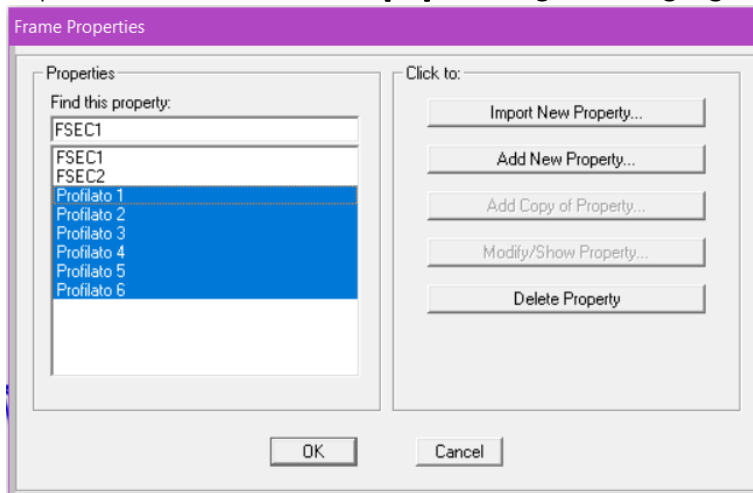 Frame Properties
Properties
Find this property:
FSEC1
FSEC1
FSEC2
Profilato 1
Profilato 2
Profilato 3
Profilato 4
Profilato 5
Profilato 6
Click to:
Import New Property...
Add New Property...
Add Copy of Property...
Modify/Show Property...
Delete Property
OK
Cancel